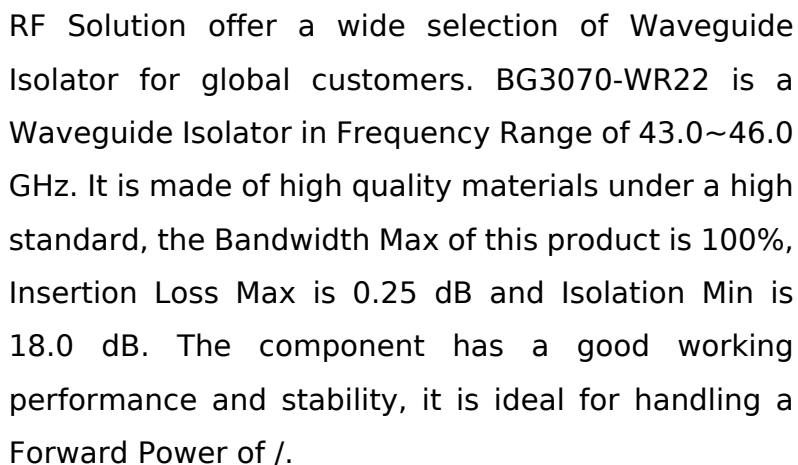 RF Solution offer a wide selection of Waveguide
Isolator for global customers. BG3070-WR22 is a
Waveguide Isolator in Frequency Range of 43.0~46.0
GHz. It is made of high quality materials under a high
standard, the Bandwidth Max of this product is 100%,
Insertion Loss Max is 0.25 dB and Isolation Min is
18.0 dB. The component has a good working
performance and stability, it is ideal for handling a
Forward Power of /.